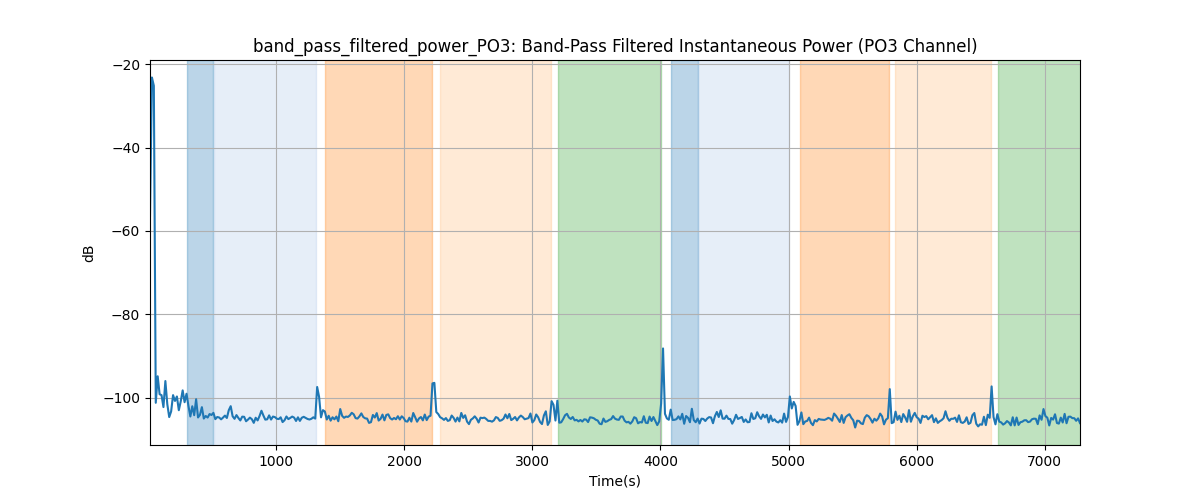 band_pass_filtered_power_PO3: Band-Pass Filtered Instantaneous Power (PO3 Channel)
−20
−40
−60
−80
−100
dB
1000 2000 3000 4000 5000 6000 7000
Time(s)